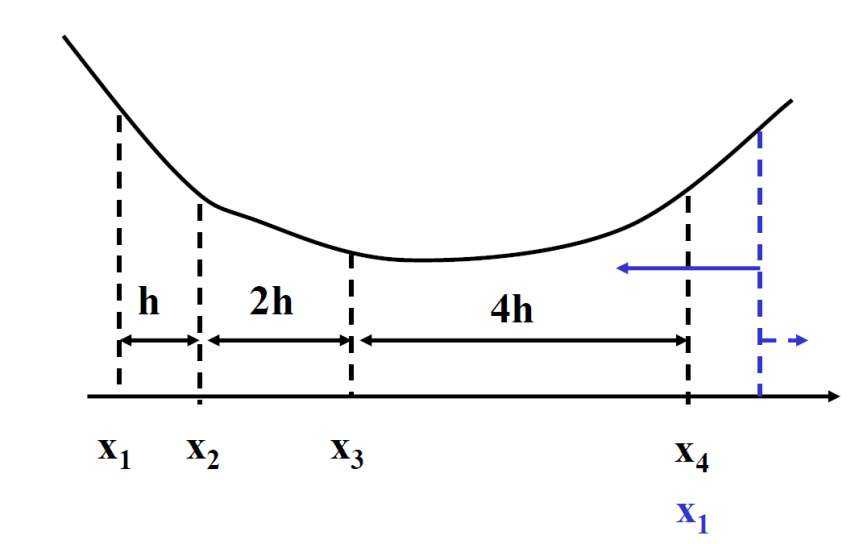 h
2h
4h
x₁ x₂ x₃ x₄
x₁